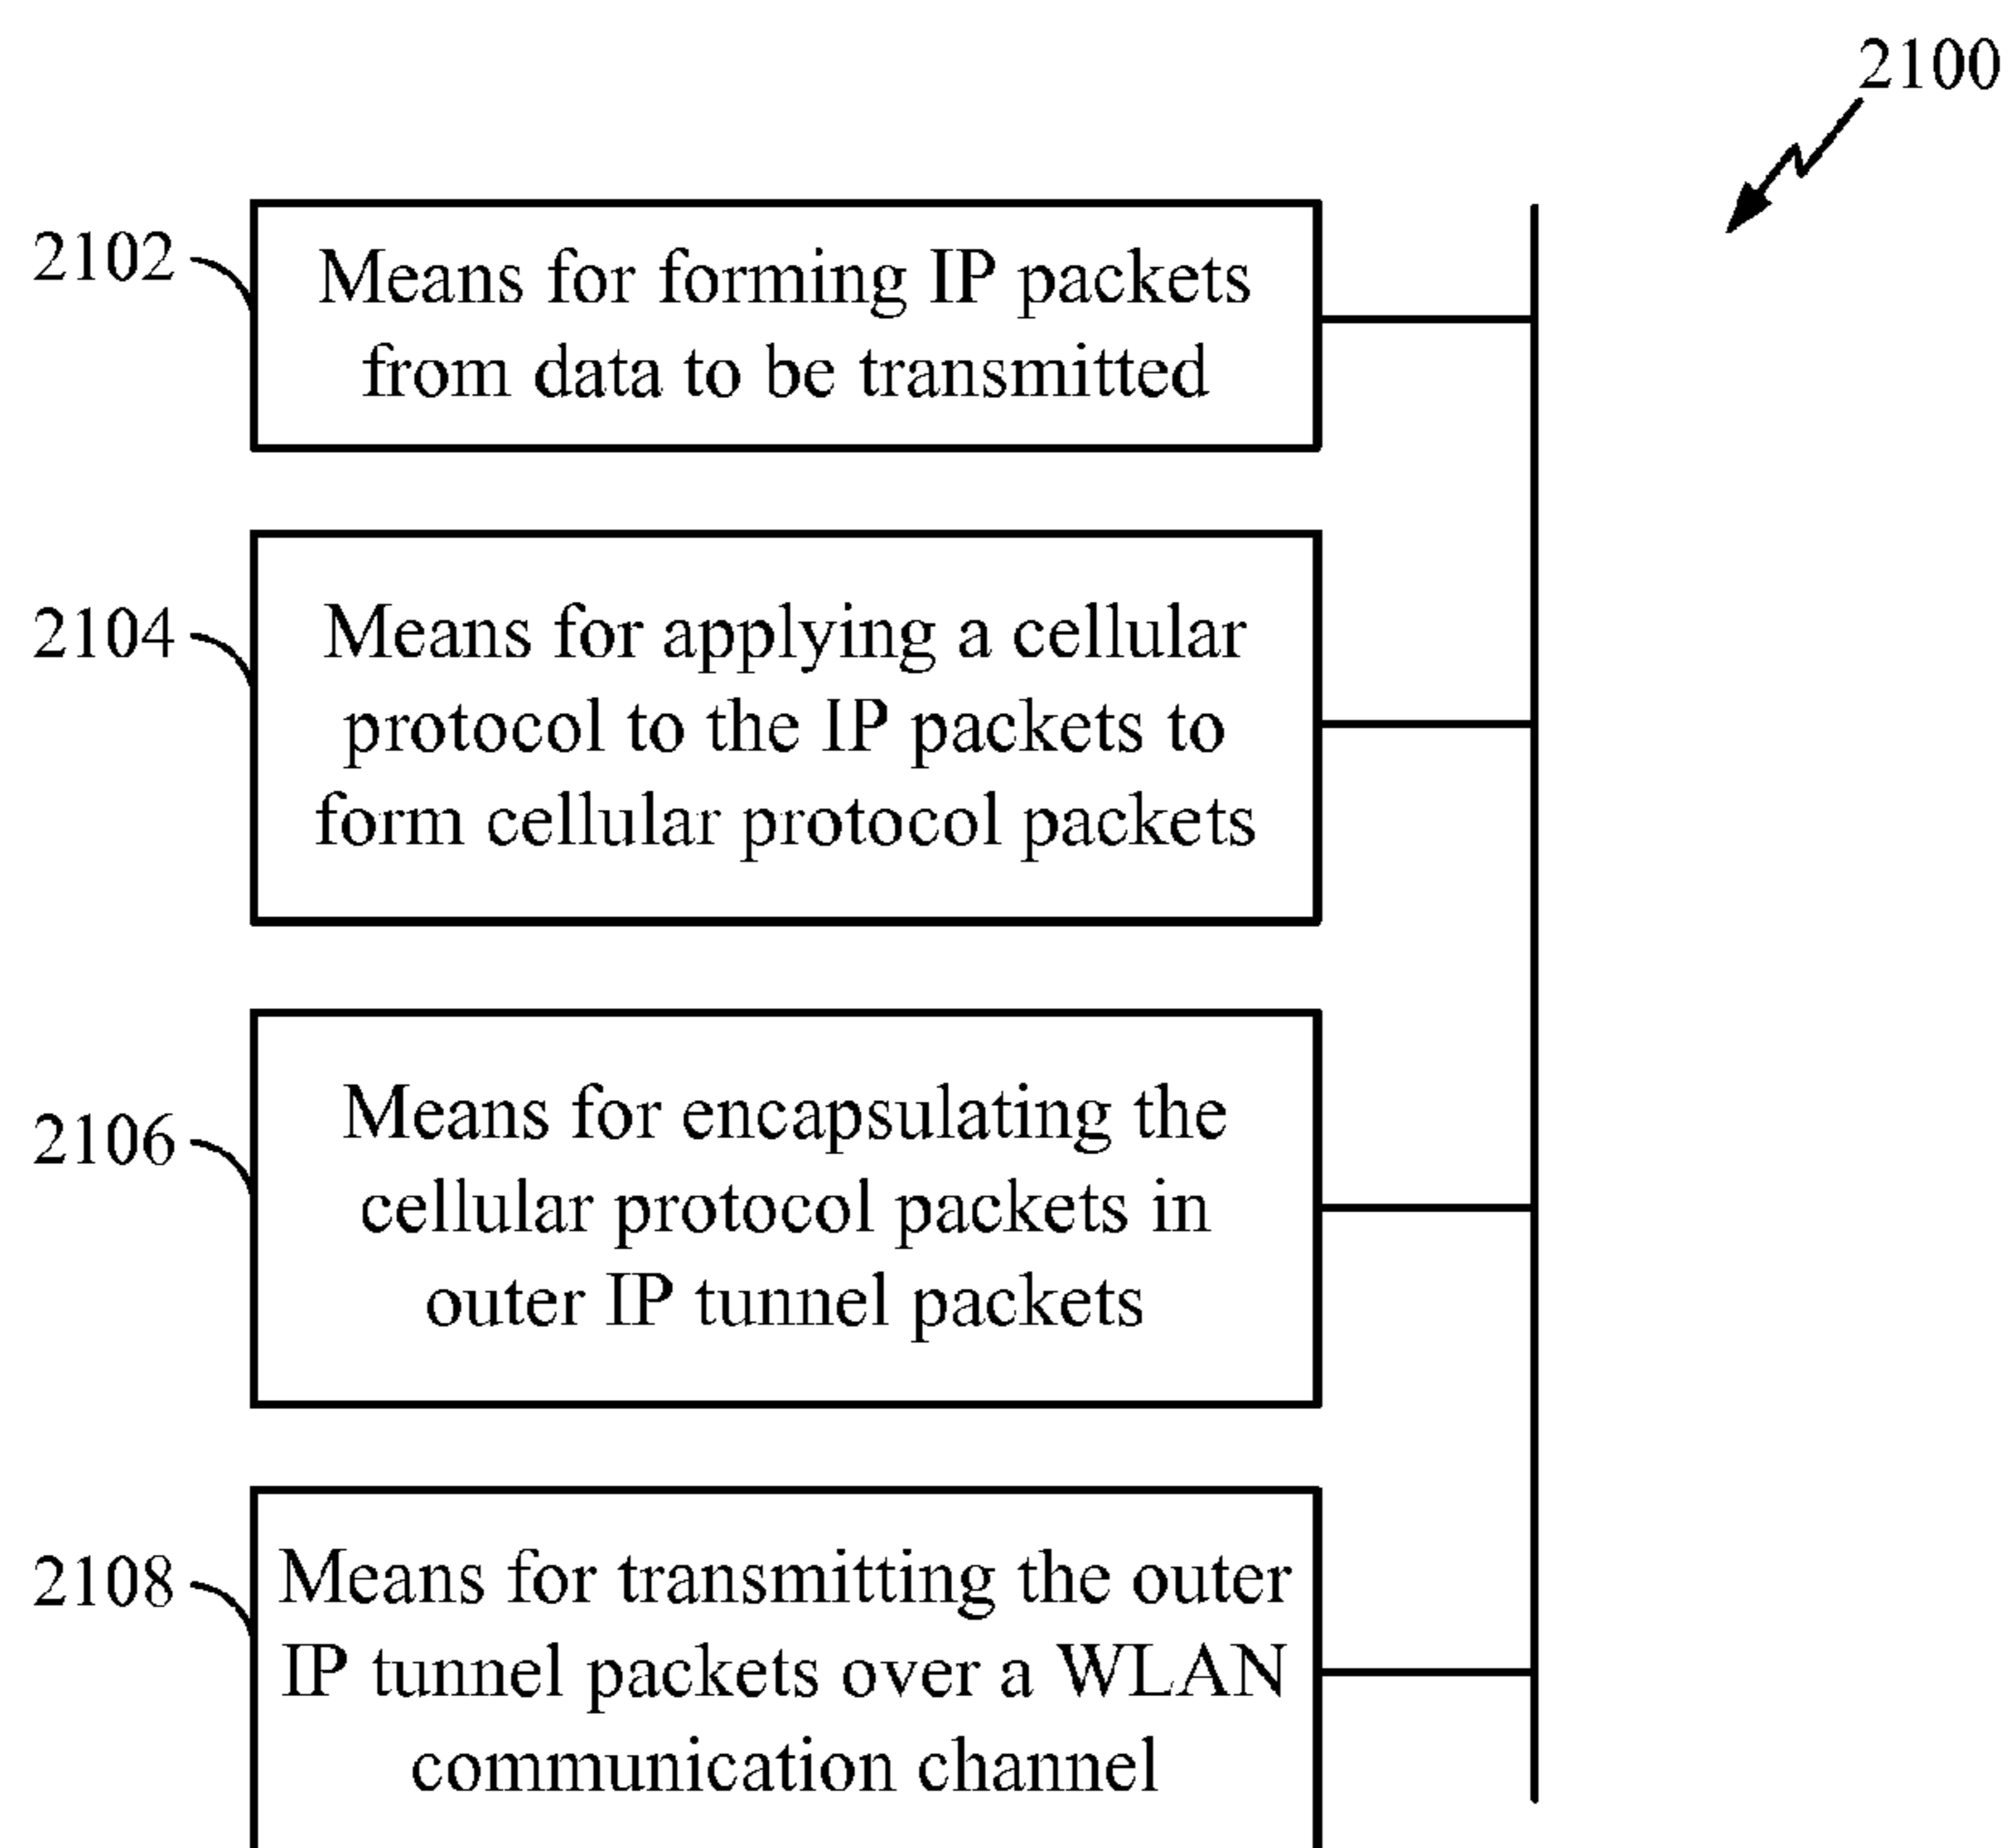 2100
2102
Means for forming IP packets
from data to be transmitted
2104
Means for applying a cellular
protocol to the IP packets to
form cellular protocol packets
2106
Means for encapsulating the
cellular protocol packets in
outer IP tunnel packets
2108
Means for transmitting the outer
IP tunnel packets over a WLAN
communication channel